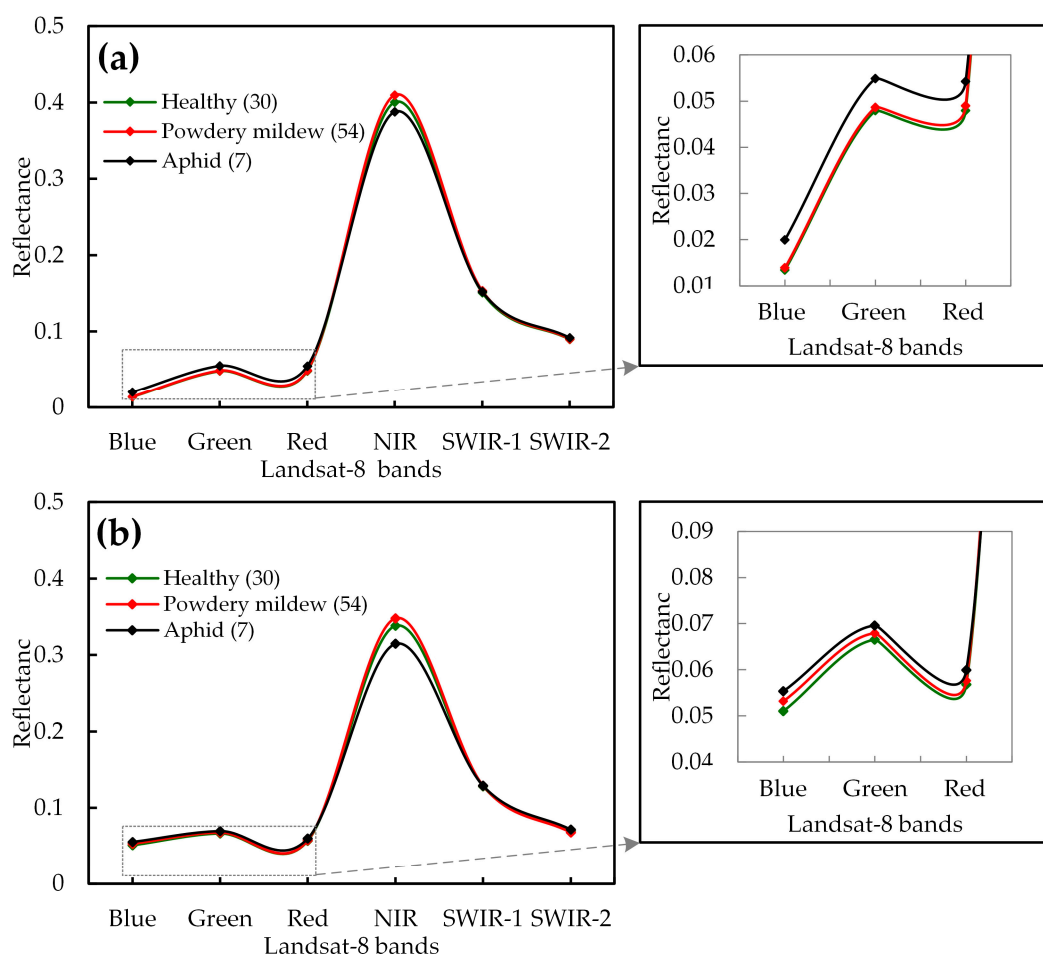 (a)
0.5
0.4
0.3
0.2
0.1
0
Reflectance
Healthy (30)
Powdery mildew (54)
Aphid (7)
Blue Green Red NIR SWIR-1 SWIR-2
Landsat-8 bands
0.06
0.05
0.04
0.03
0.02
0.01
Reflectanc
Blue Green Red
Landsat-8 bands
(b)
0.5
0.4
0.3
0.2
0.1
0
Reflectanc
Healthy (30)
Powdery mildew (54)
Aphid (7)
Blue Green Red NIR SWIR-1 SWIR-2
Landsat-8 bands
0.09
0.08
0.07
0.06
0.05
0.04
Reflectanc
Blue Green Red
Landsat-8 bands